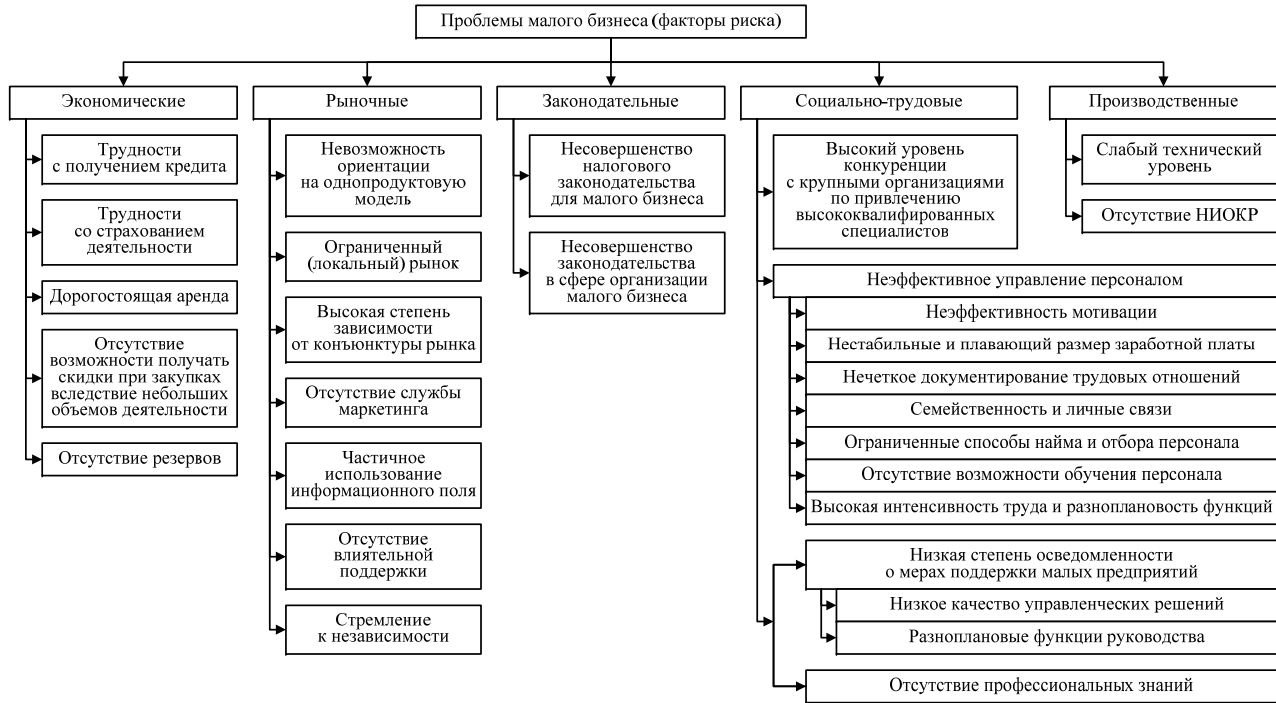 Проблемы малого бизнеса (факторы риска)
Экономические
Трудности
с получением кредита
Трудности
со страхованием
деятельности
Дорогостоящая аренда
Отсутствие
возможности получать
скидки при закупках
вследствие небольших
объемов деятельности
Отсутствие резервов
Рыночные
Невозможность
ориентации
на однопродуктовую
модель
Ограниченный
(локальный) рынок
Высокая степень
зависимости
от конъюнктуры рынка
Отсутствие службы
маркетинга
Частичное
использование
информационного поля
Отсутствие
влиятельной
поддержки
Стремление
к независимости
Законодательные
Несовершенство
налогового
законодательства
для малого бизнеса
Несовершенство
законодательства
в сфере организации
малого бизнеса
Социально-трудовые
Высокий уровень
конкуренции
с крупными организациями
по привлечению
высококвалифированных
специалистов
Неэффективное управление персоналом
Неэффективность мотивации
Нестабильные и плавающий размер заработной платы
Нечеткое документирование трудовых отношений
Семейственность и личные связи
Ограниченные способы найма и отбора персонала
Отсутствие возможности обучения персонала
Высокая интенсивность труда и разноплановость функций
Низкая степень осведомленности
о мерах поддержки малых предприятий
Низкое качество управленческих решений
Разноплановые функции руководства
Отсутствие профессиональных знаний
Производственные
Слабый технический
уровень
Отсутствие НИОКР